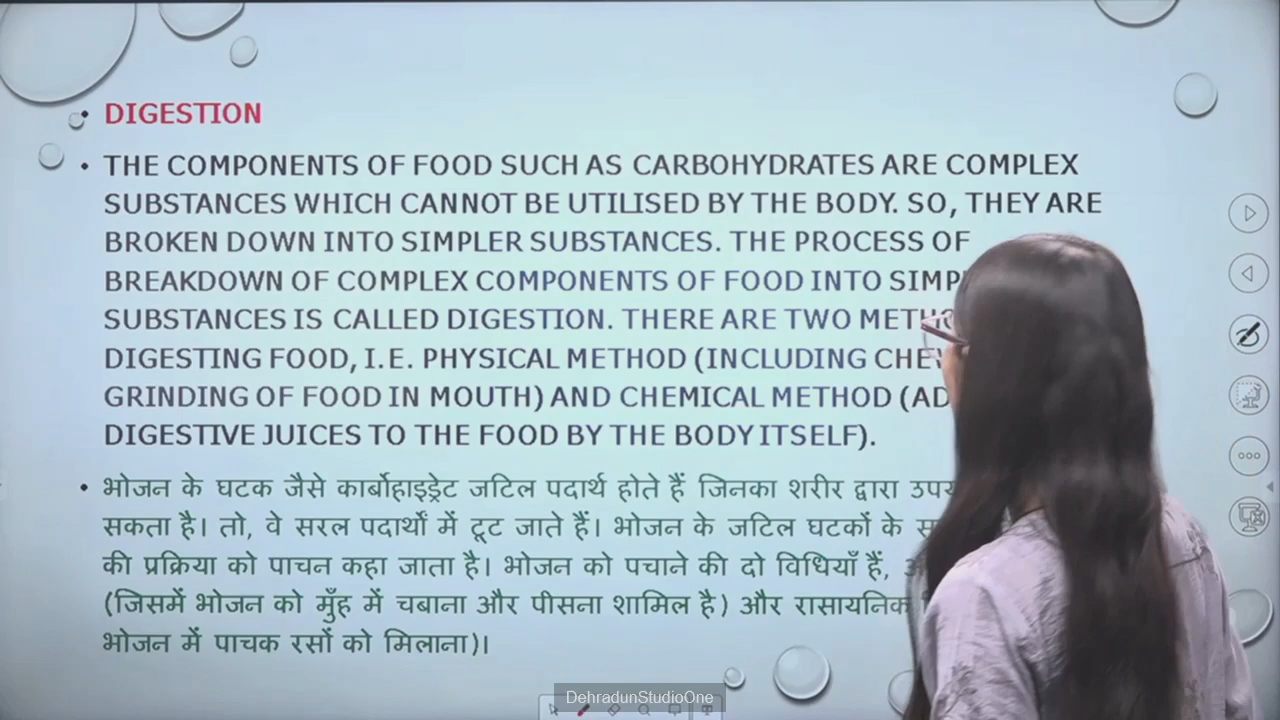 DIGESTION
THE COMPONENTS OF FOOD SUCH AS CARBOHYDRATES ARE COMPLEX
SUBSTANCES WHICH CANNOT BE UTILISED BY THE BODY. SO, THEY ARE
BROKEN DOWN INTO SIMPLER SUBSTANCES. THE PROCESS OF
BREAKDOWN OF COMPLEX COMPONENTS OF FOOD INTO
SUBSTANCES IS CALLED DIGESTION. THERE ARE TWO
DIGESTING FOOD, I.E. PHYSICAL METHOD (INCLUDING
GRINDING OF FOOD IN MOUTH) AND CHEMICAL METHOD
DIGESTIVE JUICES TO THE FOOD BY THE BODY ITSELF).
भोजन के घटक जैसे कार्बोहाइड्रेट जटिल पदार्थ होते हैं जिनका शरीर द्वारा
सकता है। तो, वे सरल पदार्थों में टूट जाते हैं। भोजन के जटिल घटकों के
की प्रक्रिया को पाचन कहा जाता है। भोजन को पचाने की दो विधियाँ हैं,
(जिसमें भोजन को मुँह में चबाना और पीसना शामिल है) और रासायनिक
भोजन में पाचक रसों को मिलाना)।
DehradunStudioOne